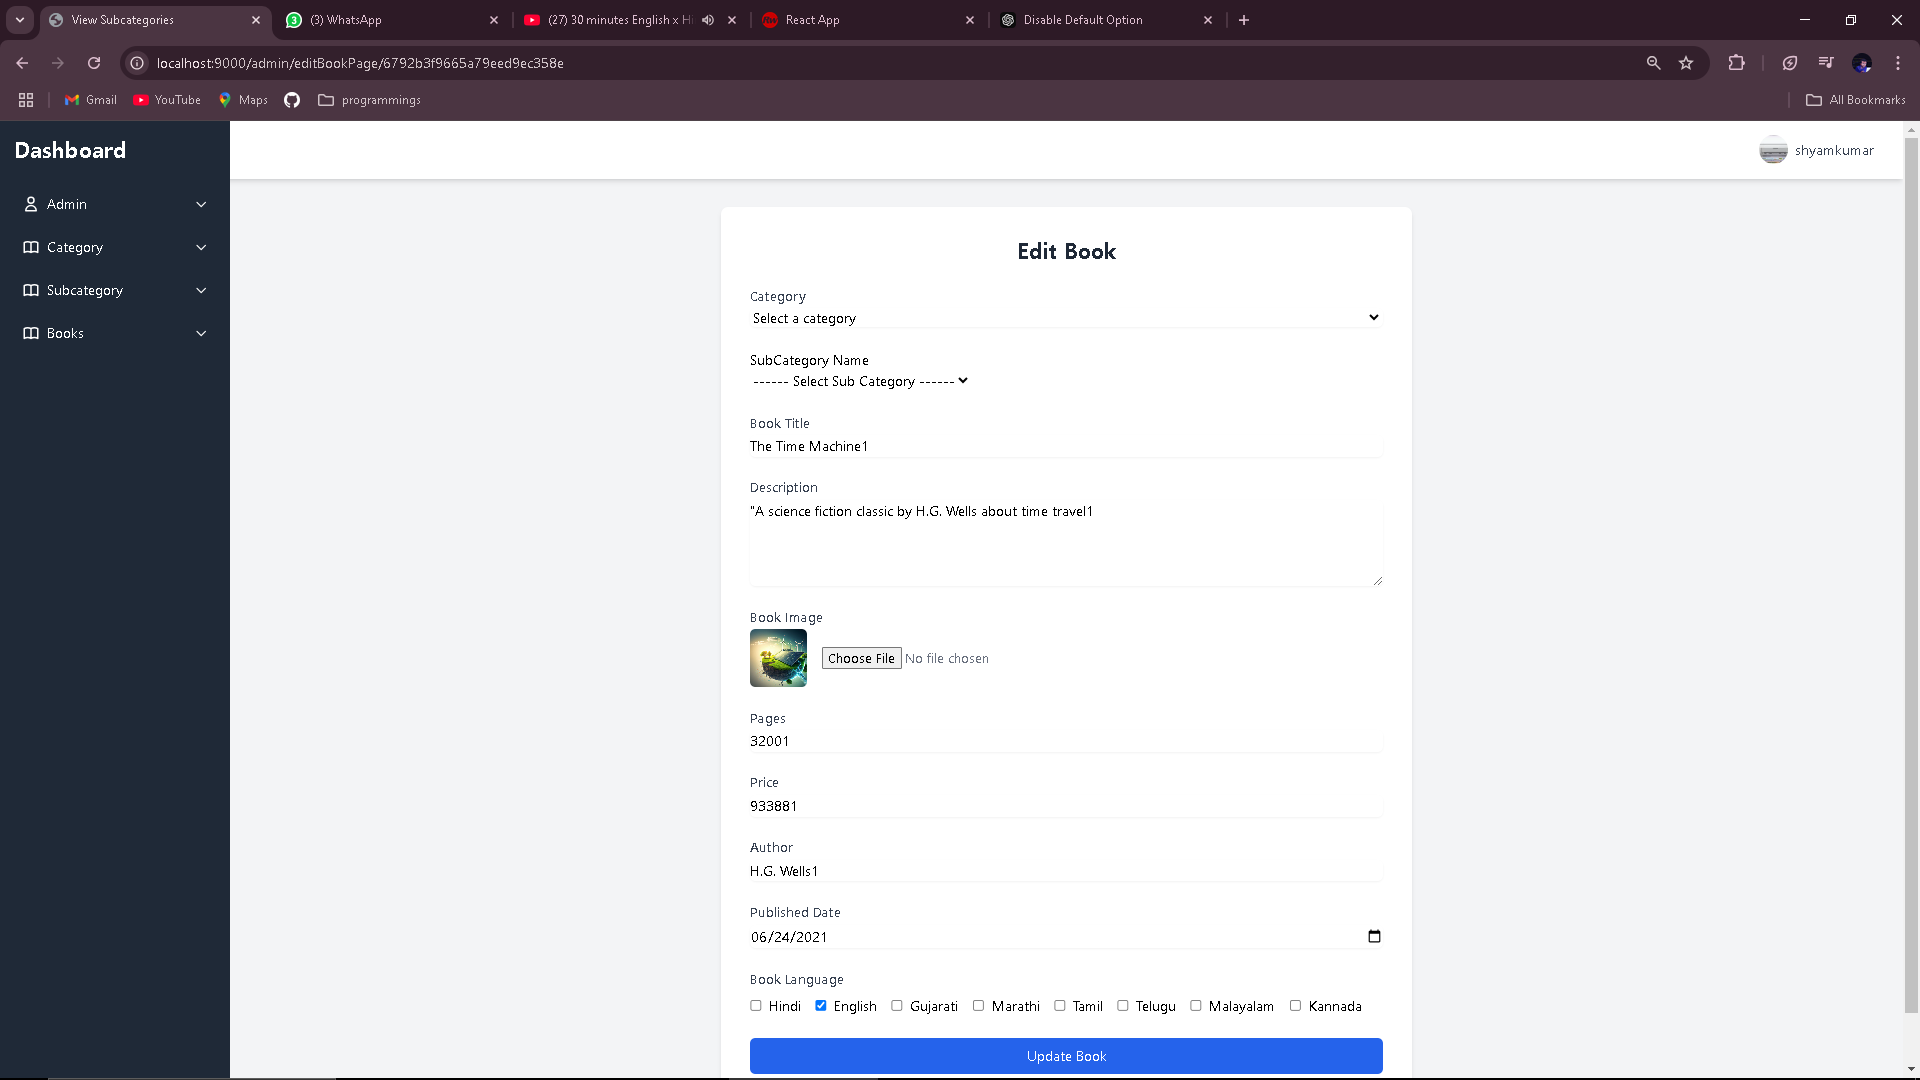 View Subcategories
(3) WhatsApp
(27) 30 minutes English x Hi
React App
Disable Default Option
localhost:9000/admin/editBookPage/6792b3f9665a79eed9ec358e
Gmail
YouTube
Maps
programmings
All Bookmarks
Dashboard
shyamkumar
Admin
Category
Subcategory
Books
Edit Book
Category
Select a category
SubCategory Name
------ Select Sub Category ------
Book Title
The Time Machine1
Description
"A science fiction classic by H.G. Wells about time travel1
Book Image
Choose File No file chosen
Pages
32001
Price
933881
Author
H.G. Wells1
Published Date
06/24/2021
Book Language
Hindi English Gujarati Marathi Tamil Telugu Malayalam Kannada
Update Book